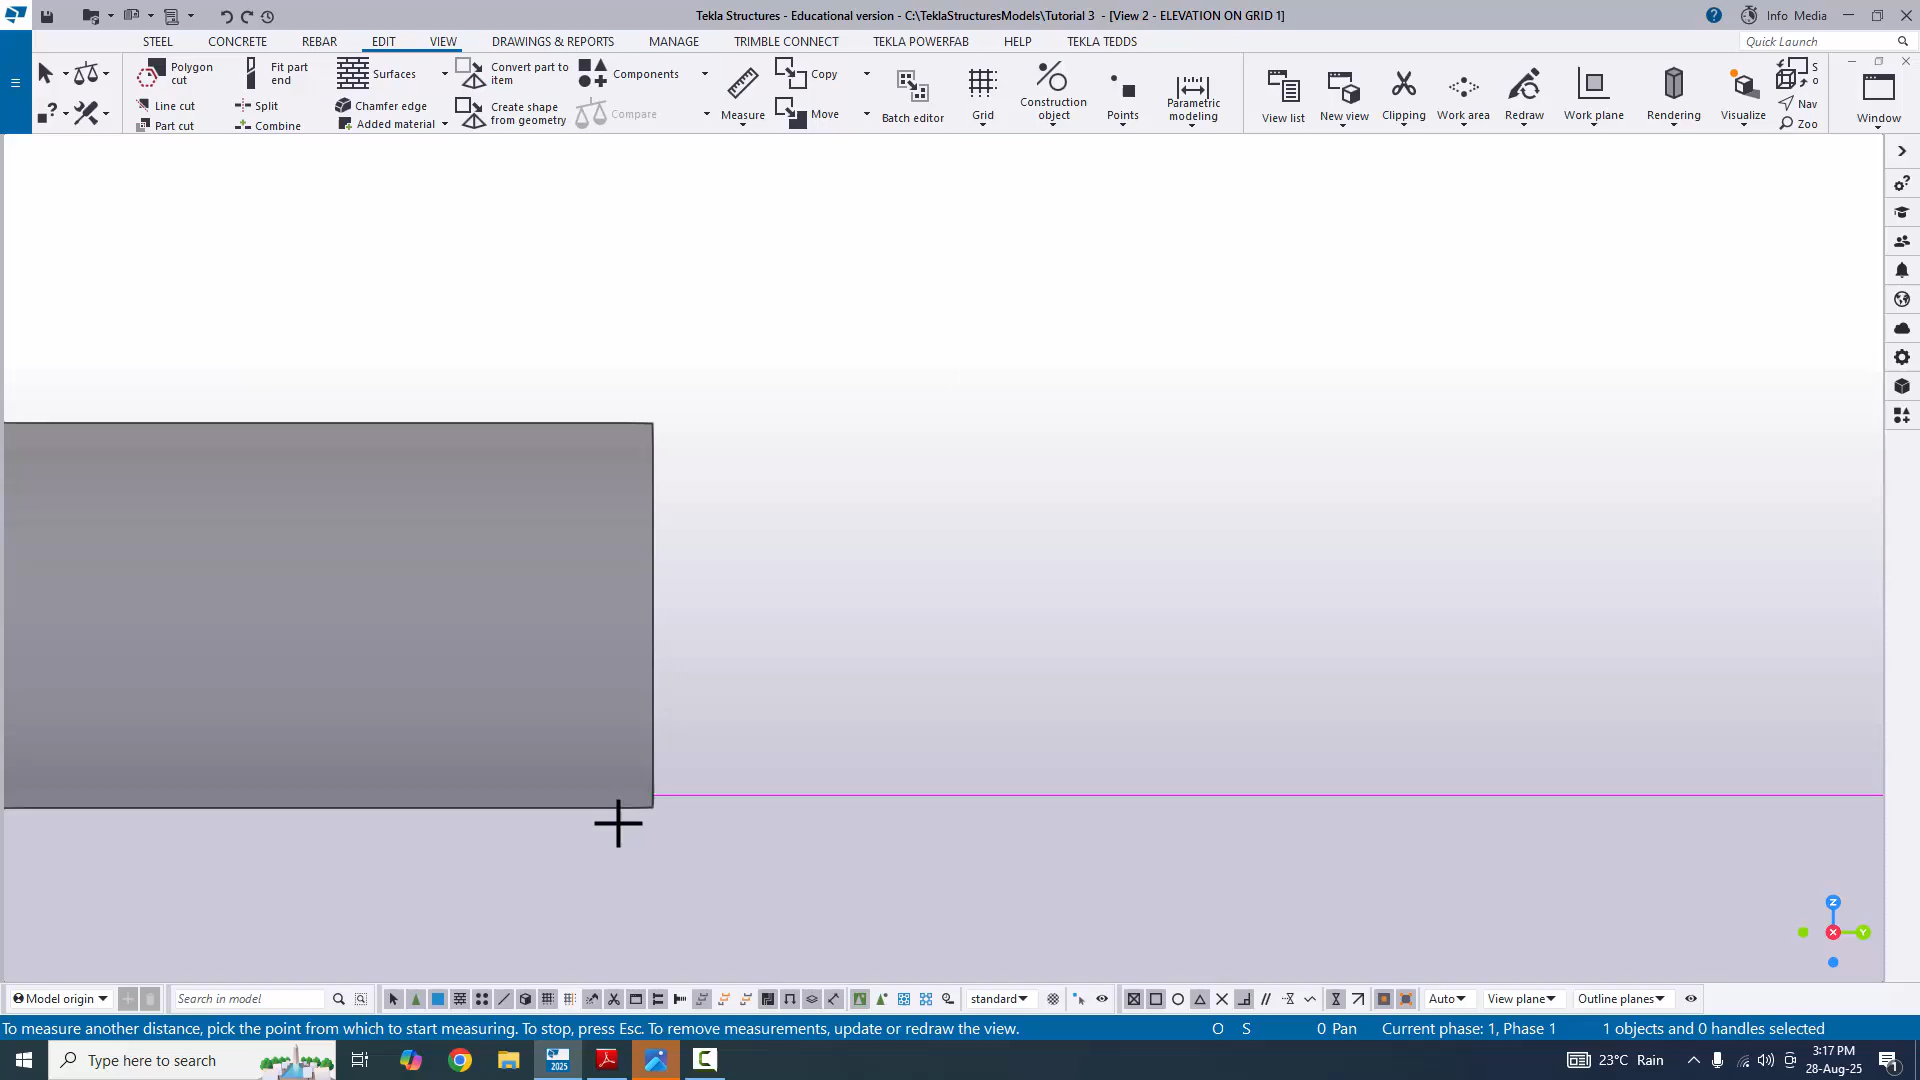 Tekla Structures - Educational version - C:\TeklaStructuresModels\Tutorial 3 - [View 2 - ELEVATION ON GRID 1]
Info Media
STEEL CONCRETE REBAR EDIT VIEW DRAWINGS & REPORTS MANAGE TRIMBLE CONNECT TEKLA POWERFAB HELP TEKLA TEDDS
Quick Launch
Polygon cut
Line cut
Part cut
Fit part end
Split
Combine
Surfaces
Chamfer edge
Added material
Convert part to item
Create shape from geometry
Components
Compare
Measure
Copy
Move
Batch editor
Grid
Construction object
Points
Parametric modeling
View list
New view
Clipping
Work area
Redraw
Work plane
Rendering
Visualize
S
o
Nav
Zoo
Window
Z
X
Y
Model origin
Search in model
standard
Auto
View plane
Outline planes
To measure another distance, pick the point from which to start measuring. To stop, press Esc. To remove measurements, update or redraw the view.
O S 0 Pan Current phase: 1, Phase 1 1 objects and 0 handles selected
Type here to search
2025
23°C Rain
3:17 PM
28-Aug-25
1